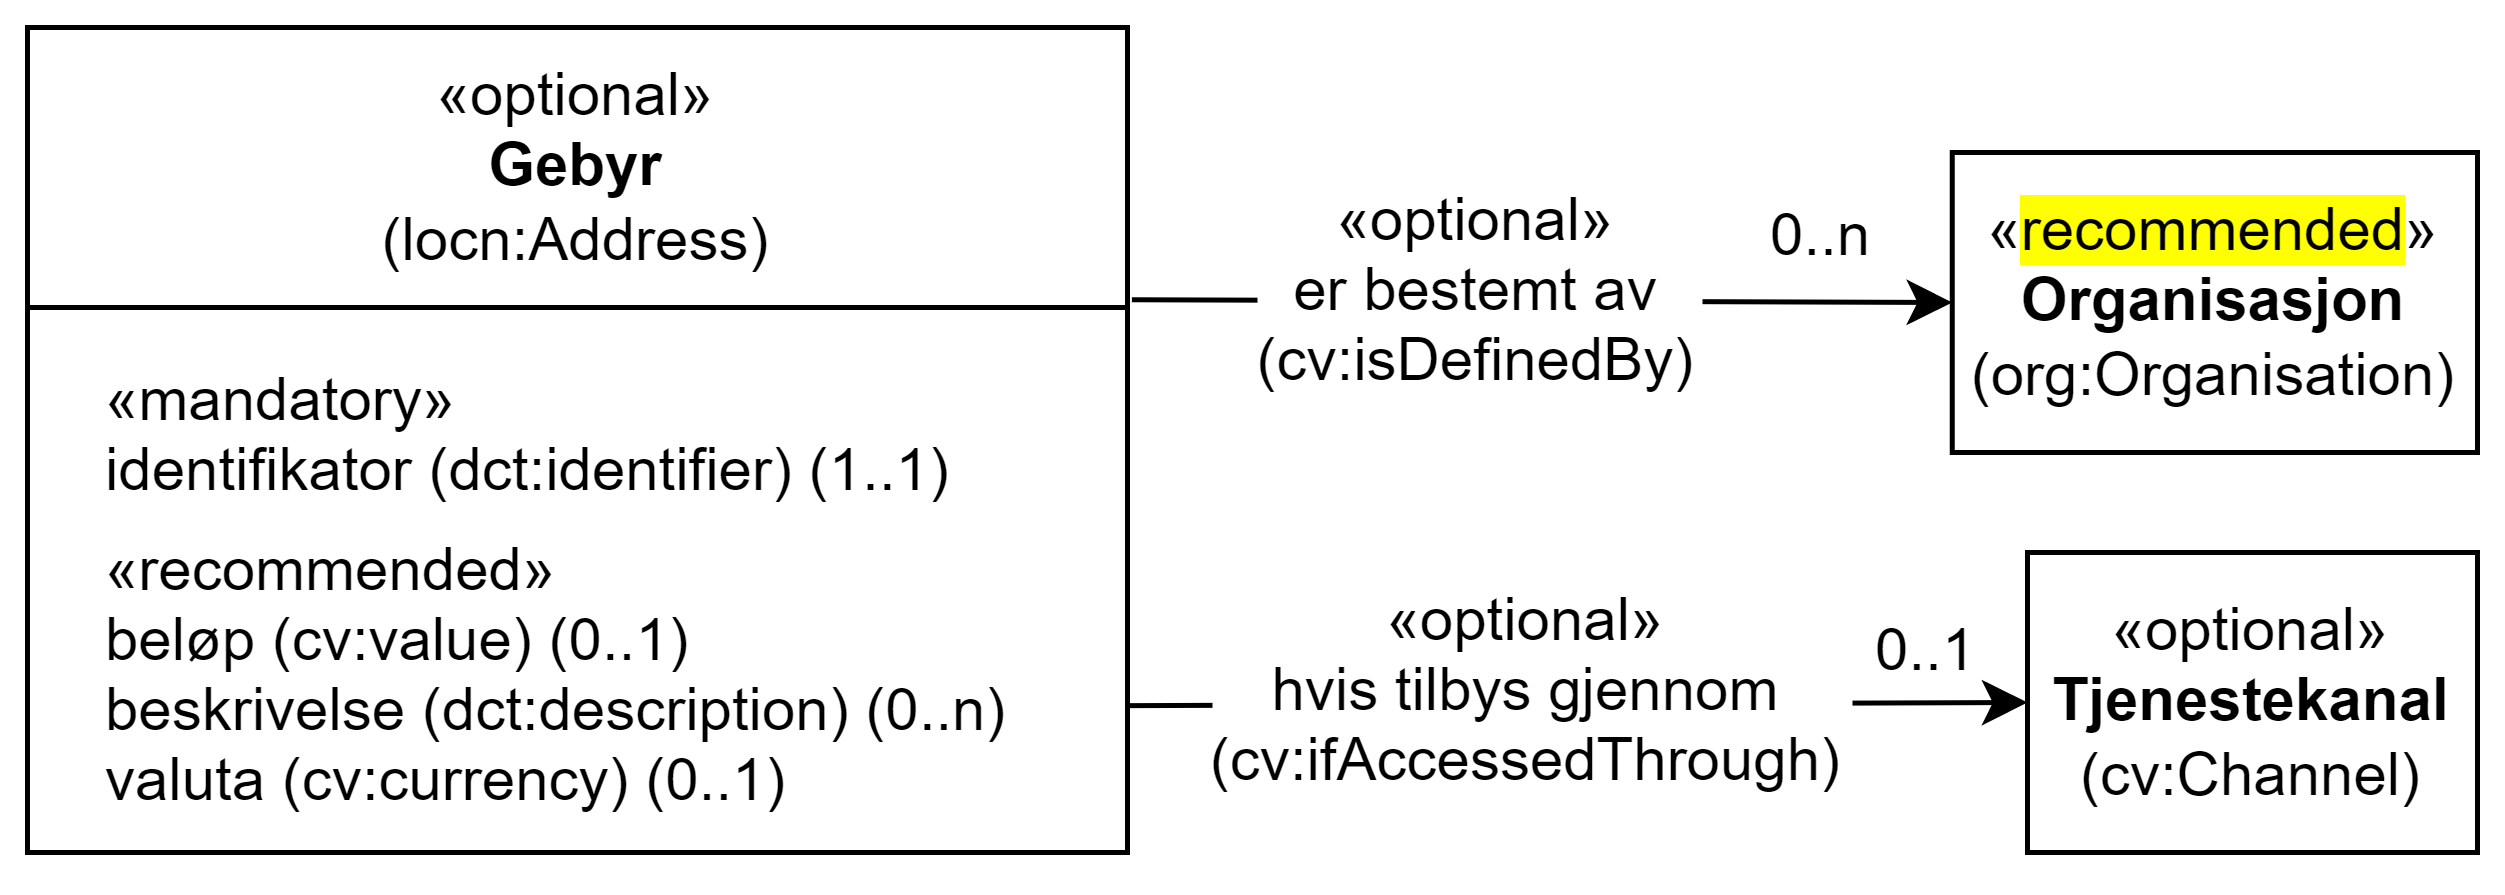 «optional»
Gebyr
(locn:Address)
«mandatory»
identifikator (dct:identifier) (1..1)
«recommended»
beløp (cv:value) (0..1)
beskrivelse (dct:description) (0..n)
valuta (cv:currency) (0..1)
«optional»
er bestemt av
(cv:isDefinedBy)
0..n
«recommended»
Organisasjon
(org:Organisation)
«optional»
hvis tilbys gjennom
(cv:ifAccessedThrough)
0..1
«optional»
Tjenestekanal
(cv:Channel)